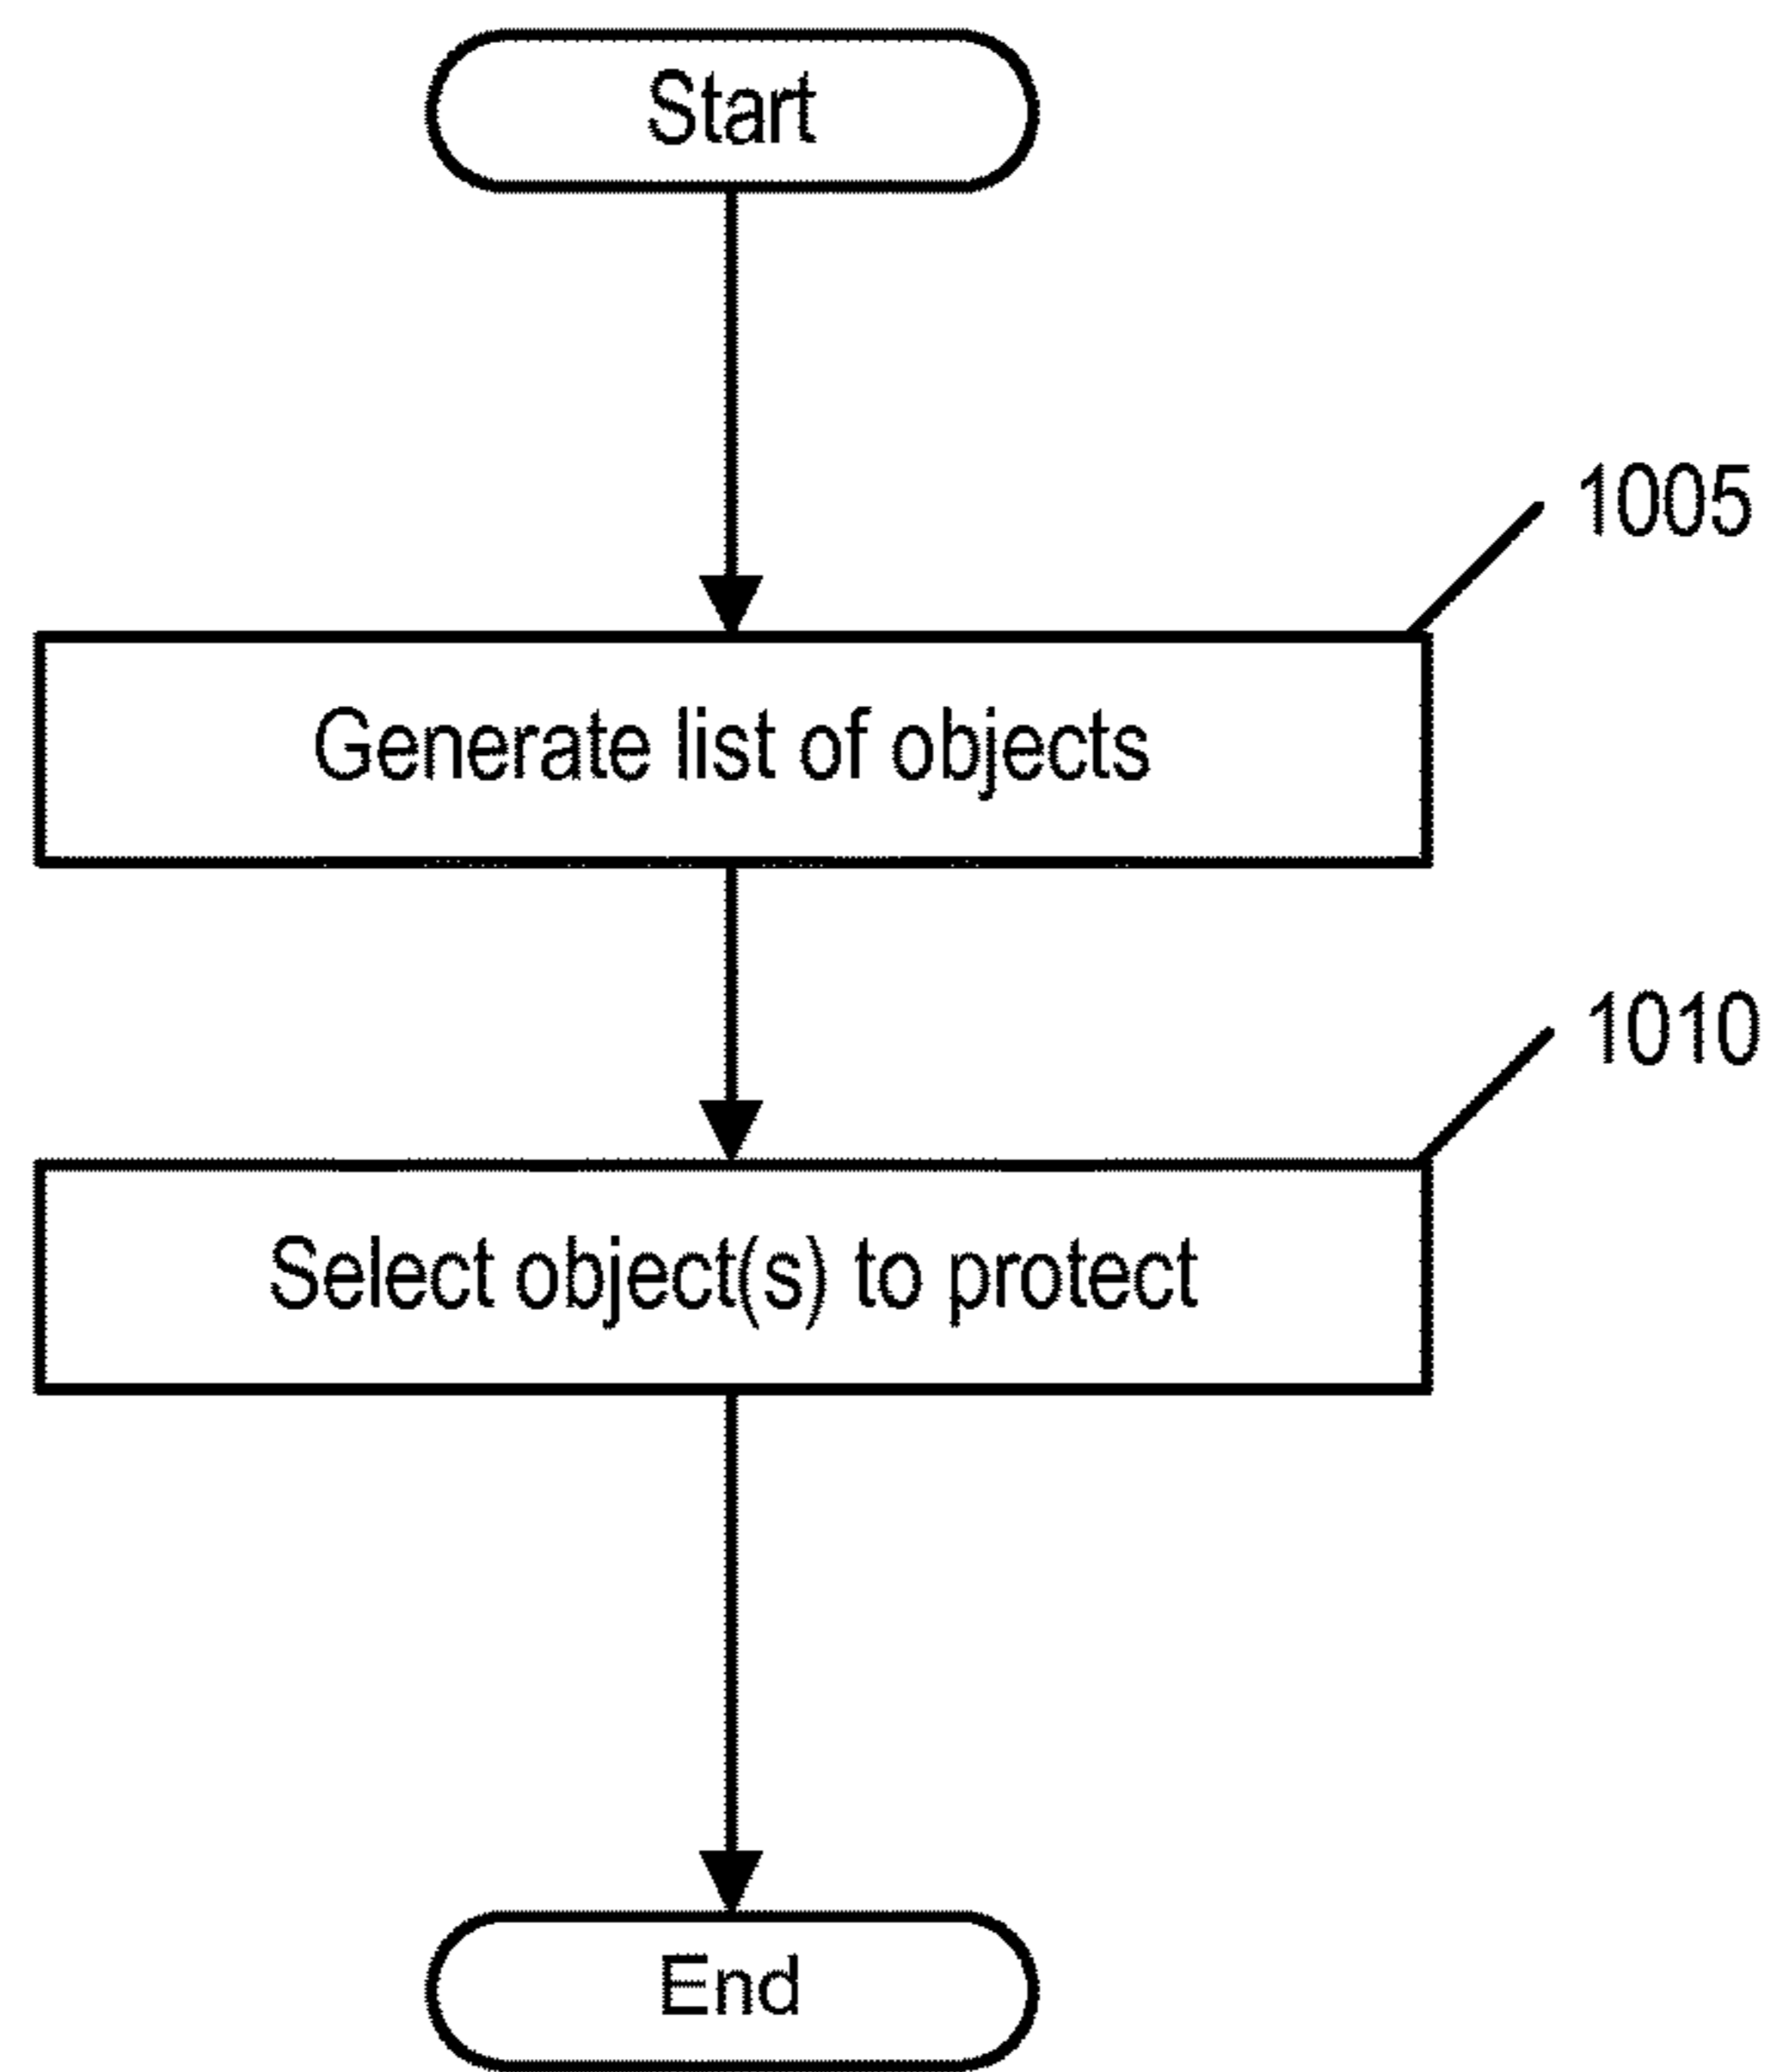 Start
1005
Generate list of objects
1010
Select object(s) to protect
End